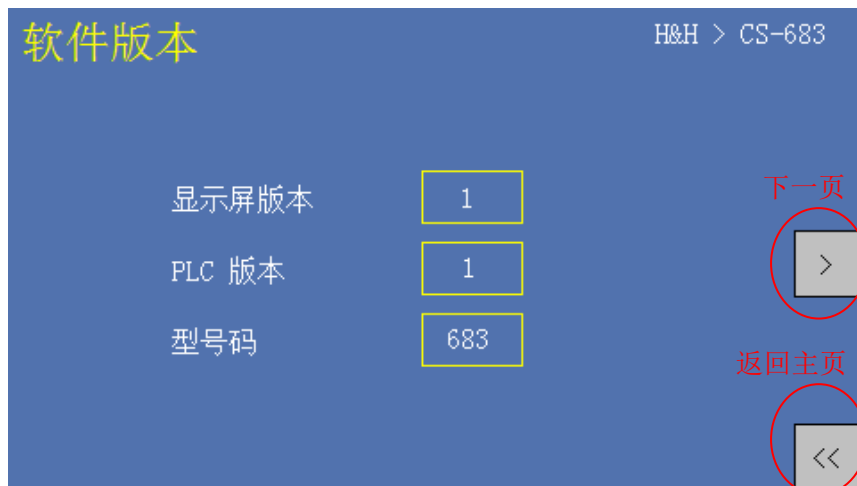 软件版本
H&H > CS-683
显示屏版本 1
下一页
PLC 版本 1
>
型号码 683
返回主页
<<